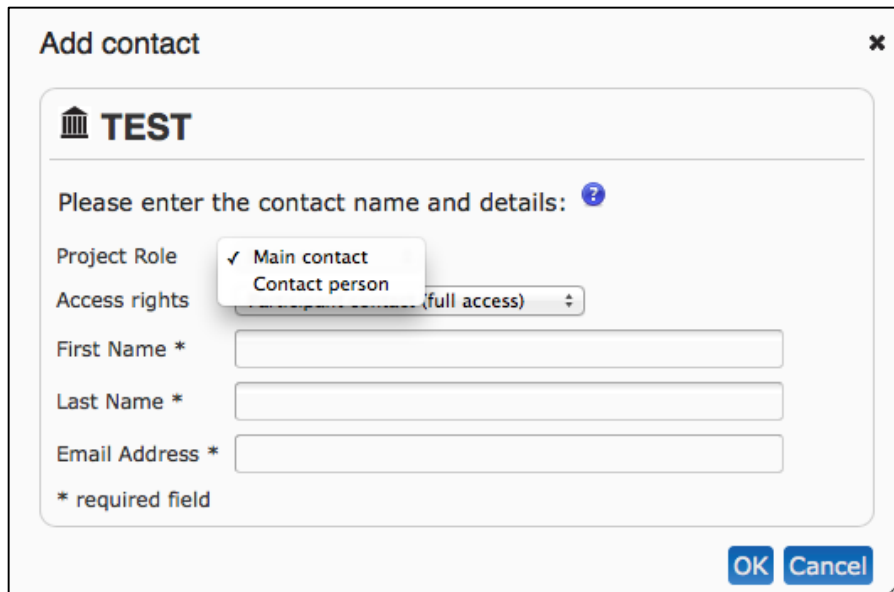 Add contact
TEST
Please enter the contact name and details: ?
Project Role ✓ Main contact
Contact person
Access rights (full access)
First Name *
Last Name *
Email Address *
* required field
OK Cancel